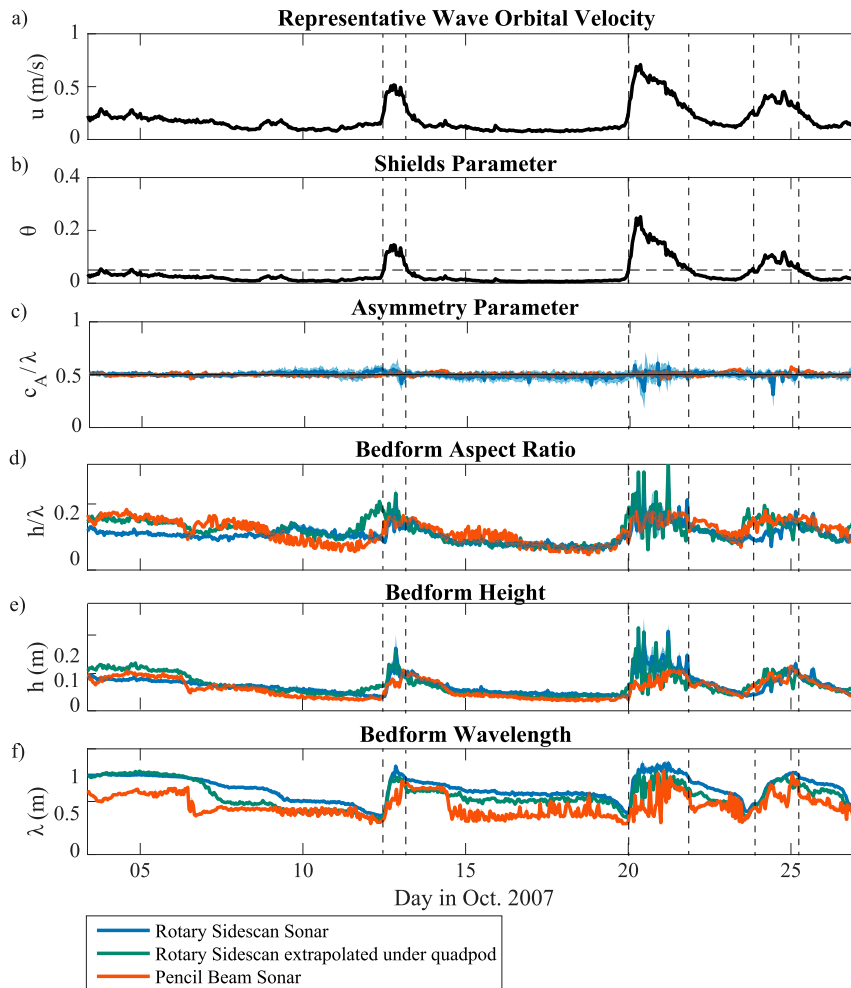 a)
Representative Wave Orbital Velocity
1
0.5
0
u (m/s)
b)
Shields Parameter
0.4
0.2
0
θ
c)
Asymmetry Parameter
1
0.5
c_A/λ
d)
Bedform Aspect Ratio
0.2
0
h/λ
e)
Bedform Height
0.2
0.1
0
h (m)
f)
Bedform Wavelength
1
0.5
0
λ (m)
05 10 15 20 25
Day in Oct. 2007
Rotary Sidescan Sonar
Rotary Sidescan extrapolated under quadpod
Pencil Beam Sonar